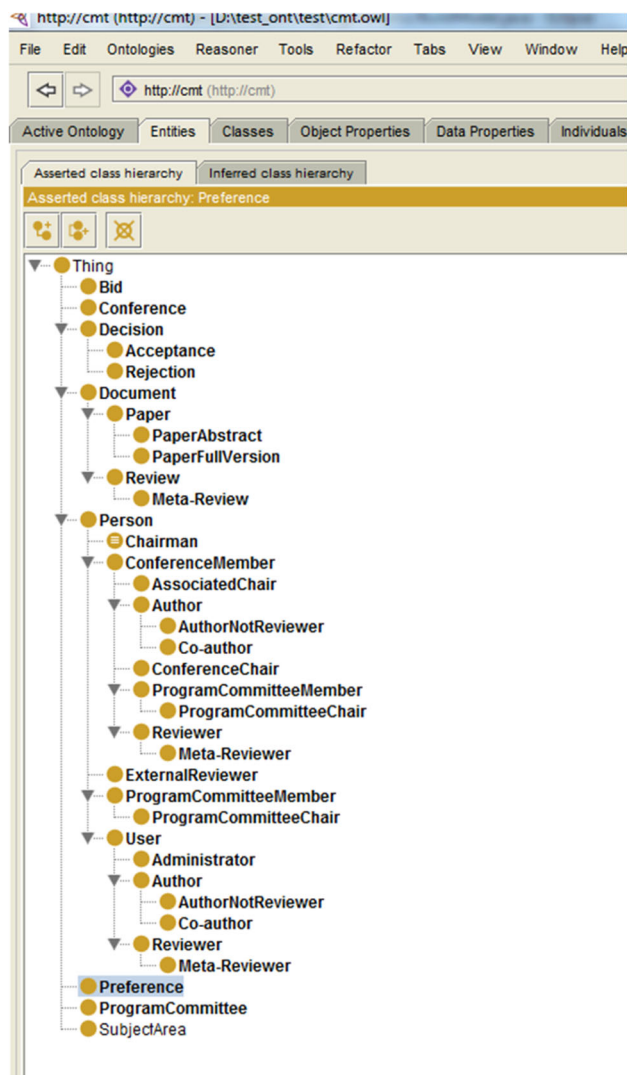 http://cmt (http://cmt) - [D:\test_ont\test\cmt.owl]
File Edit Ontologies Reasoner Tools Refactor Tabs View Window Help
http://cmt (http://cmt)
Active Ontology Entities Classes Object Properties Data Properties Individuals
Asserted class hierarchy Inferred class hierarchy
Asserted class hierarchy: Preference
Thing
Bid
Conference
Decision
Acceptance
Rejection
Document
Paper
PaperAbstract
PaperFullVersion
Review
Meta-Review
Person
Chairman
ConferenceMember
AssociatedChair
Author
AuthorNotReviewer
Co-author
ConferenceChair
ProgramCommitteeMember
ProgramCommitteeChair
Reviewer
Meta-Reviewer
ExternalReviewer
ProgramCommitteeMember
ProgramCommitteeChair
User
Administrator
Author
AuthorNotReviewer
Co-author
Reviewer
Meta-Reviewer
Preference
ProgramCommittee
SubjectArea